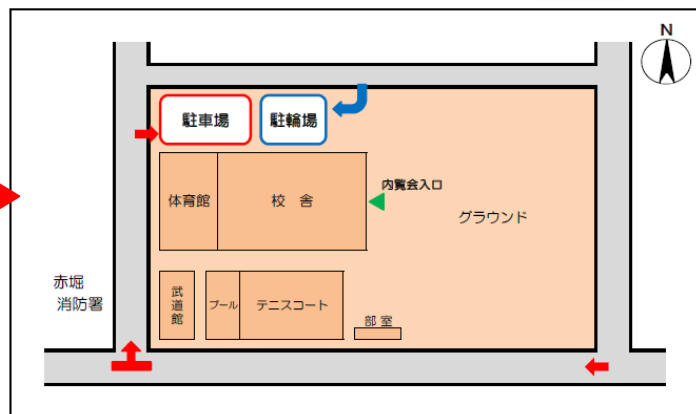 N
駐車場
駐輪場
体育館
校 舎
内覧会入口
グラウンド
赤堀
消防署
武道館
プール
テニスコート
部室